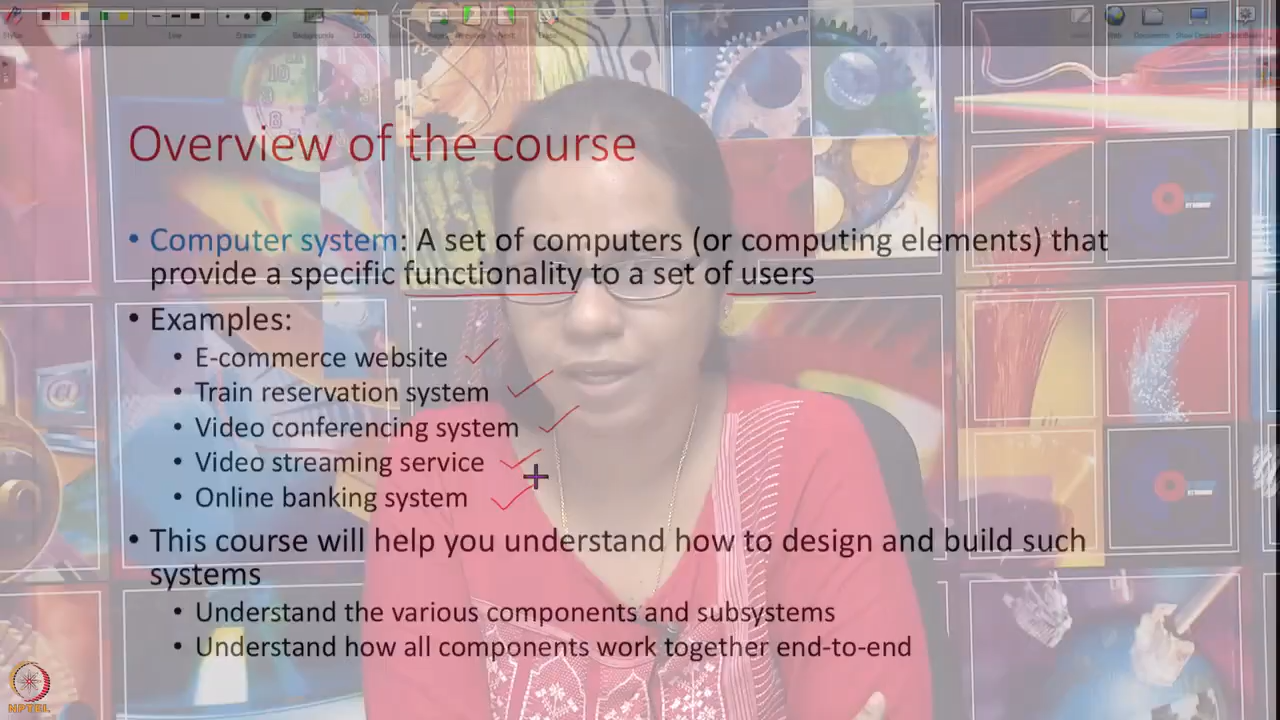 Overview of the course
• Computer system: A set of computers (or computing elements) that
provide a specific functionality to a set of users
• Examples:
• E-commerce website
• Train reservation system
• Video conferencing system
• Video streaming service
• Online banking system
• This course will help you understand how to design and build such
systems
• Understand the various components and subsystems
• Understand how all components work together end-to-end
NPTEL